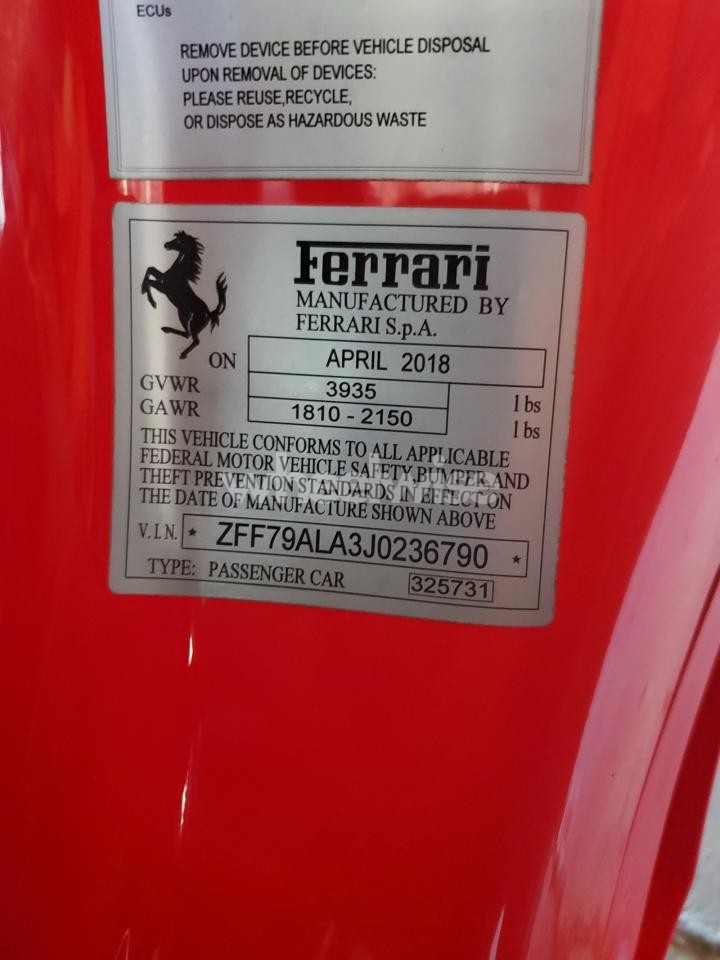 ECUs
REMOVE DEVICE BEFORE VEHICLE DISPOSAL
UPON REMOVAL OF DEVICES:
PLEASE REUSE,RECYCLE,
OR DISPOSE AS HAZARDOUS WASTE
Ferrari
MANUFACTURED BY
FERRARI S.p.A.
ON APRIL 2018
GVWR 3935 lbs
GAWR 1810 - 2150 lbs
THIS VEHICLE CONFORMS TO ALL APPLICABLE
FEDERAL MOTOR VEHICLE SAFETY,BUMPER,AND
THEFT PREVENTION STANDARDS IN EFFECT ON
THE DATE OF MANUFACTURE SHOWN ABOVE
V.I.N. * ZFF79ALA3J0236790 *
TYPE: PASSENGER CAR 325731